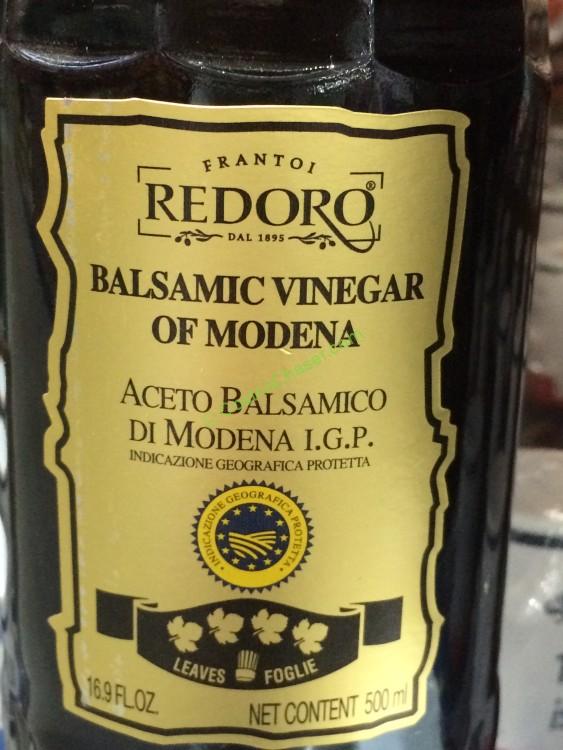 FRANTOI
REDORO®
DAL 1895
BALSAMIC VINEGAR
OF MODENA
ACETO BALSAMICO
DI MODENA I.G.P.
INDICAZIONE GEOGRAFICA PROTETTA
INDICAZIONE GEOGRAFICA PROTETTA
LEAVES FOGLIE
16.9 FL.OZ.
NET CONTENT 500 ml